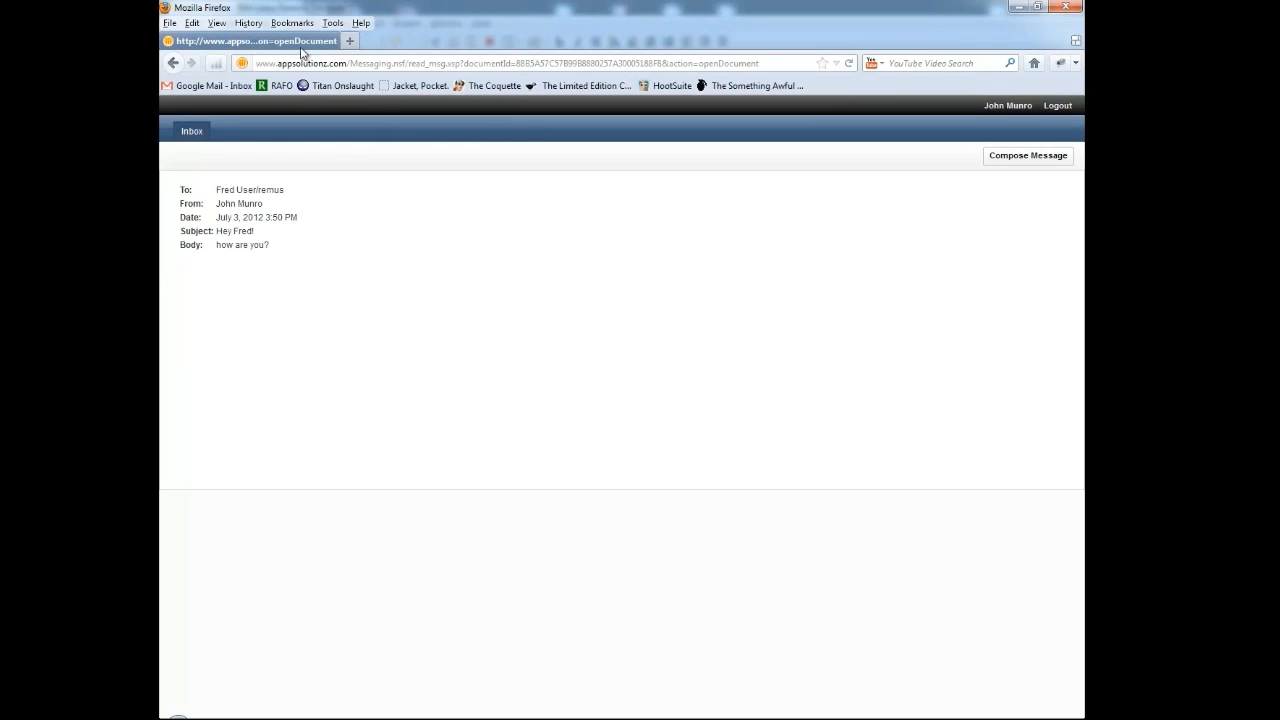 Mozilla Firefox
File Edit View History Bookmarks Tools Help
http://www.appso...on=openDocument
www.appsolutionz.com/Messaging.nsf/read_msg.xsp?documentId=88B5A57C57B99B8880257A30005188F8&action=openDocument YouTube Video Search
Google Mail - Inbox RAFO Titan Onslaught Jacket, Pocket. The Coquette The Limited Edition C... HootSuite The Something Awful ...
John Munro Logout
Inbox
Compose Message
To: Fred User/remus
From: John Munro
Date: July 3, 2012 3:50 PM
Subject: Hey Fred!
Body: how are you?